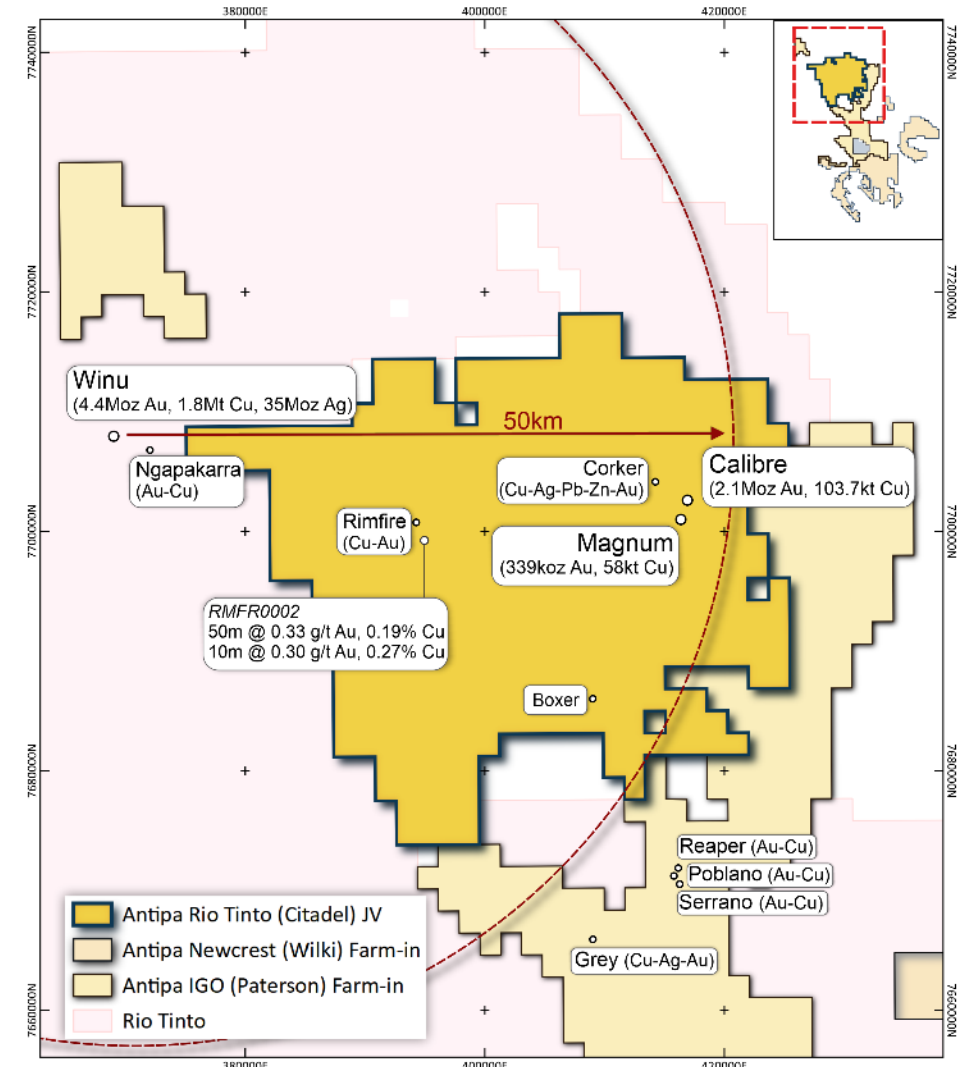 380000E
400000E
420000E
7740000N
7740000N
7720000N
7720000N
Winu
(4.4Moz Au, 1.8Mt Cu, 35Moz Ag)
50km
Ngapakarra
(Au-Cu)
Corker
(Cu-Ag-Pb-Zn-Au)
Calibre
(2.1Moz Au, 103.7kt Cu)
Rimfire
(Cu-Au)
Magnum
(339koz Au, 58kt Cu)
7700000N
7700000N
RMFR0002
50m @ 0.33 g/t Au, 0.19% Cu
10m @ 0.30 g/t Au, 0.27% Cu
Boxer
7680000N
7680000N
Reaper (Au-Cu)
Poblano (Au-Cu)
Serrano (Au-Cu)
Grey (Cu-Ag-Au)
Antipa Rio Tinto (Citadel) JV
Antipa Newcrest (Wilki) Farm-in
Antipa IGO (Paterson) Farm-in
Rio Tinto
7660000N
7660000N
380000E
400000E
420000E